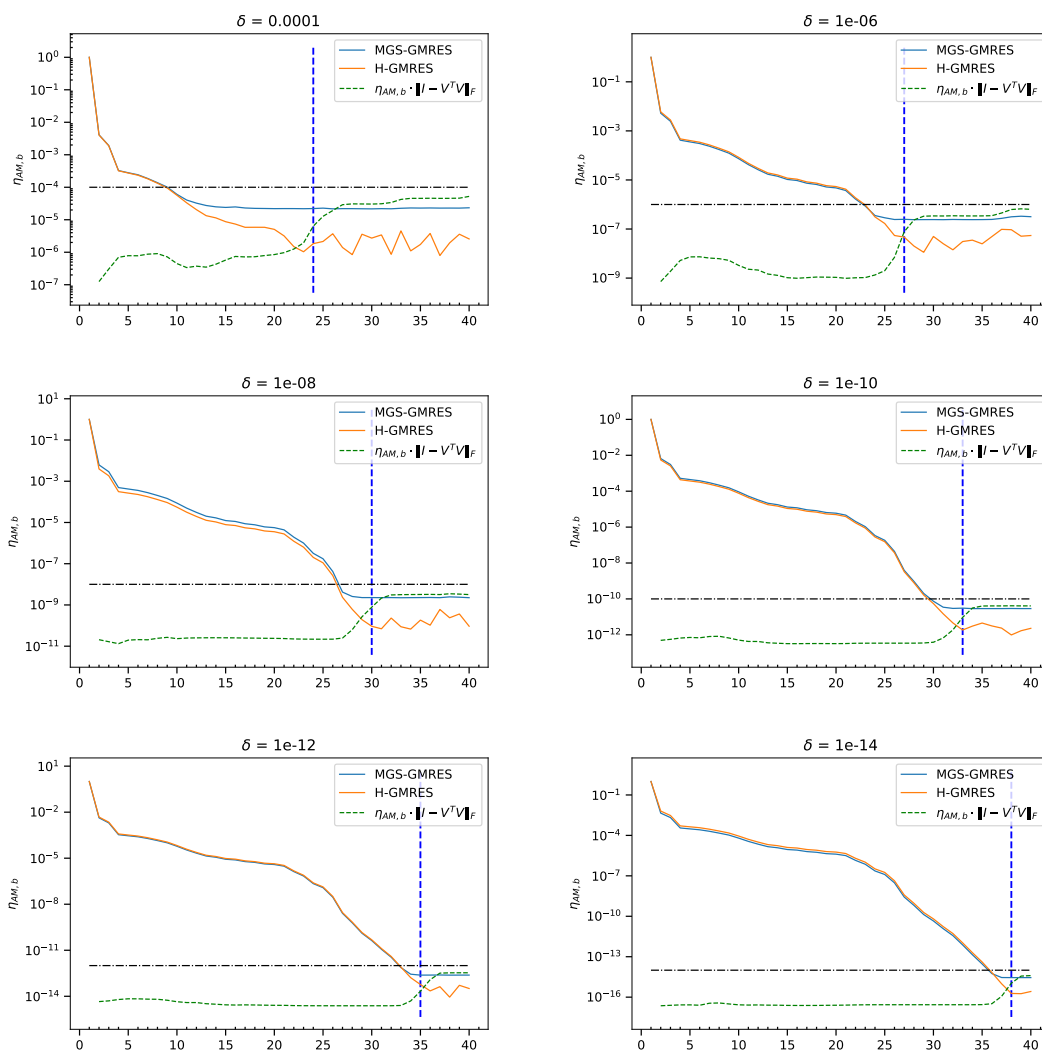 δ = 0.0001
η_{AM,b}
10^0
10^{-1}
10^{-2}
10^{-3}
10^{-4}
10^{-5}
10^{-6}
10^{-7}
MGS-GMRES
H-GMRES
η_{AM,b} · ‖I − V^T V‖_F
0 5 10 15 20 25 30 35 40
δ = 1e-06
η_{AM,b}
10^{-1}
10^{-3}
10^{-5}
10^{-7}
10^{-9}
MGS-GMRES
H-GMRES
η_{AM,b} · ‖I − V^T V‖_F
0 5 10 15 20 25 30 35 40
δ = 1e-08
η_{AM,b}
10^1
10^{-1}
10^{-3}
10^{-5}
10^{-7}
10^{-9}
10^{-11}
MGS-GMRES
H-GMRES
η_{AM,b} · ‖I − V^T V‖_F
0 5 10 15 20 25 30 35 40
δ = 1e-10
η_{AM,b}
10^0
10^{-2}
10^{-4}
10^{-6}
10^{-8}
10^{-10}
10^{-12}
MGS-GMRES
H-GMRES
η_{AM,b} · ‖I − V^T V‖_F
0 5 10 15 20 25 30 35 40
δ = 1e-12
η_{AM,b}
10^1
10^{-2}
10^{-5}
10^{-8}
10^{-11}
10^{-14}
MGS-GMRES
H-GMRES
η_{AM,b} · ‖I − V^T V‖_F
0 5 10 15 20 25 30 35 40
δ = 1e-14
η_{AM,b}
10^{-1}
10^{-4}
10^{-7}
10^{-10}
10^{-13}
10^{-16}
MGS-GMRES
H-GMRES
η_{AM,b} · ‖I − V^T V‖_F
0 5 10 15 20 25 30 35 40